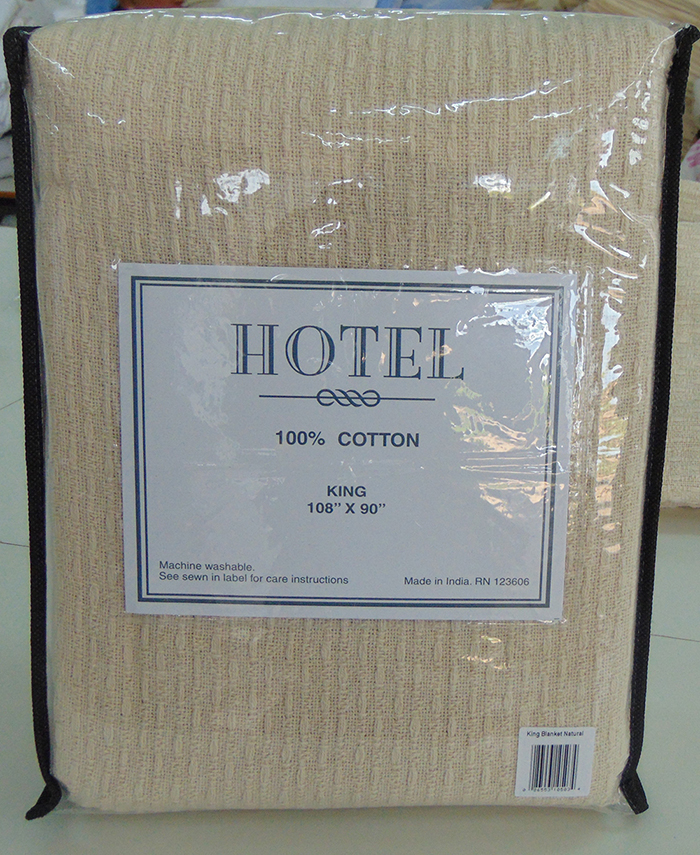 HOTEL
100% COTTON
KING
108" X 90"
Machine washable.
See sewn in label for care instructions
Made in India. RN 123606
King Blanket Natural